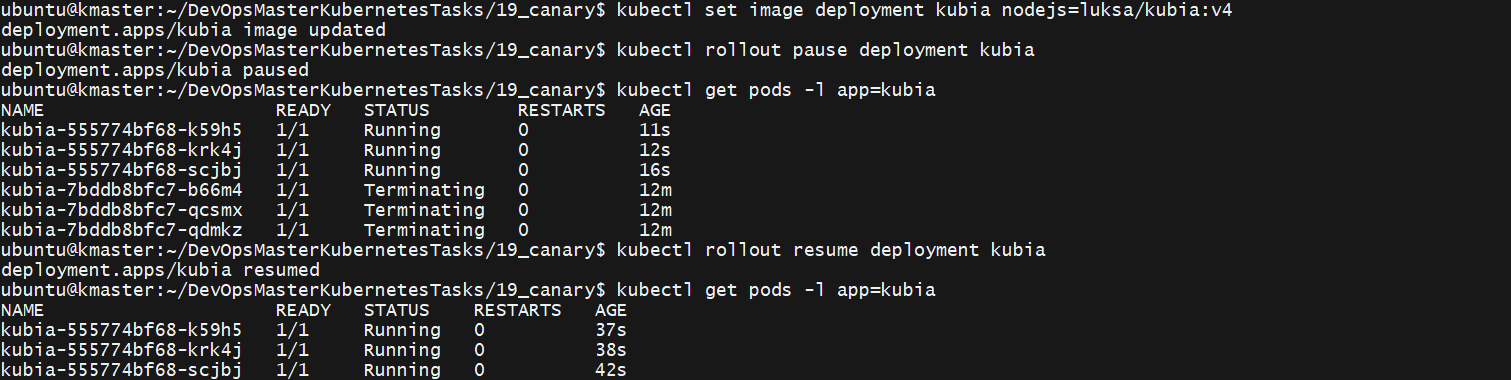 ubuntu@kmaster:~/DevOpsMasterKubernetesTasks/19_canary$ kubectl set image deployment kubia nodejs=luksa/kubia:v4
deployment.apps/kubia image updated
ubuntu@kmaster:~/DevOpsMasterKubernetesTasks/19_canary$ kubectl rollout pause deployment kubia
deployment.apps/kubia paused
ubuntu@kmaster:~/DevOpsMasterKubernetesTasks/19_canary$ kubectl get pods -l app=kubia
NAME                     READY   STATUS        RESTARTS   AGE
kubia-555774bf68-k59h5   1/1     Running       0          11s
kubia-555774bf68-krk4j   1/1     Running       0          12s
kubia-555774bf68-scjbj   1/1     Running       0          16s
kubia-7bddb8bfc7-b66m4   1/1     Terminating   0          12m
kubia-7bddb8bfc7-qcsmx   1/1     Terminating   0          12m
kubia-7bddb8bfc7-qdmkz   1/1     Terminating   0          12m
ubuntu@kmaster:~/DevOpsMasterKubernetesTasks/19_canary$ kubectl rollout resume deployment kubia
deployment.apps/kubia resumed
ubuntu@kmaster:~/DevOpsMasterKubernetesTasks/19_canary$ kubectl get pods -l app=kubia
NAME                     READY   STATUS    RESTARTS   AGE
kubia-555774bf68-k59h5   1/1     Running   0          37s
kubia-555774bf68-krk4j   1/1     Running   0          38s
kubia-555774bf68-scjbj   1/1     Running   0          42s